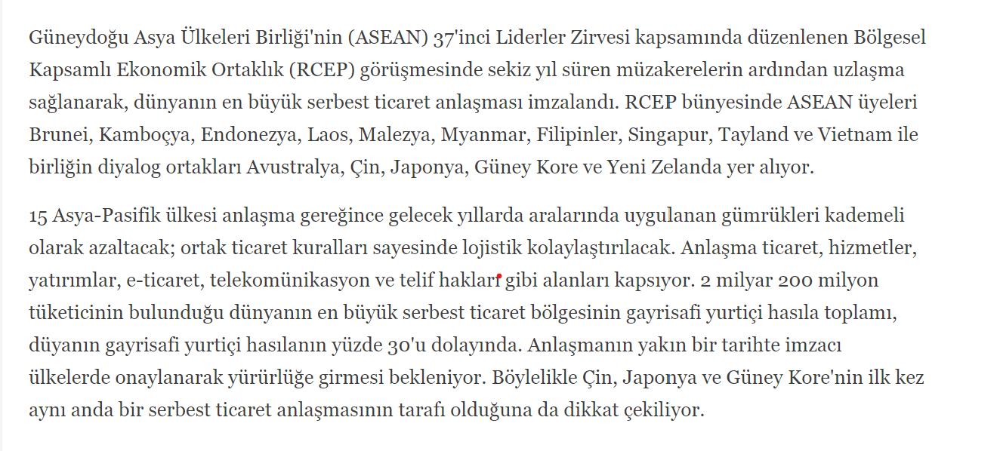 Güneydoğu Asya Ülkeleri Birliği'nin (ASEAN) 37'inci Liderler Zirvesi kapsamında düzenlenen Bölgesel
Kapsamlı Ekonomik Ortaklık (RCEP) görüşmesinde sekiz yıl süren müzakerelerin ardından uzlaşma
sağlanarak, dünyanın en büyük serbest ticaret anlaşması imzalandı. RCEP bünyesinde ASEAN üyeleri
Brunei, Kamboçya, Endonezya, Laos, Malezya, Myanmar, Filipinler, Singapur, Tayland ve Vietnam ile
birliğin diyalog ortakları Avustralya, Çin, Japonya, Güney Kore ve Yeni Zelanda yer alıyor.
15 Asya-Pasifik ülkesi anlaşma gereğince gelecek yıllarda aralarında uygulanan gümrükleri kademeli
olarak azaltacak; ortak ticaret kuralları sayesinde lojistik kolaylaştırılacak. Anlaşma ticaret, hizmetler,
yatırımlar, e-ticaret, telekomünikasyon ve telif hakları gibi alanları kapsıyor. 2 milyar 200 milyon
tüketicinin bulunduğu dünyanın en büyük serbest ticaret bölgesinin gayrisafi yurtiçi hasıla toplamı,
düyanın gayrisafi yurtiçi hasılanın yüzde 30'u dolayında. Anlaşmanın yakın bir tarihte imzacı
ülkelerde onaylanarak yürürlüğe girmesi bekleniyor. Böylelikle Çin, Japonya ve Güney Kore'nin ilk kez
aynı anda bir serbest ticaret anlaşmasının tarafı olduğuna da dikkat çekiliyor.